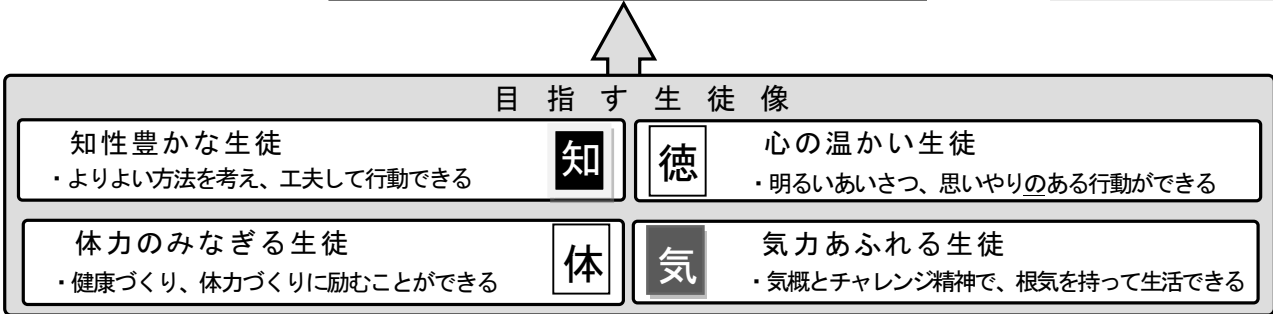 目指す生徒像
知性豊かな生徒
・よりよい方法を考え、工夫して行動できる
知
徳
心の温かい生徒
・明るいあいさつ、思いやりのある行動ができる
体力のみなぎる生徒
・健康づくり、体力づくりに励むことができる
体
気
気力あふれる生徒
・気概とチャレンジ精神で、根気を持って生活できる